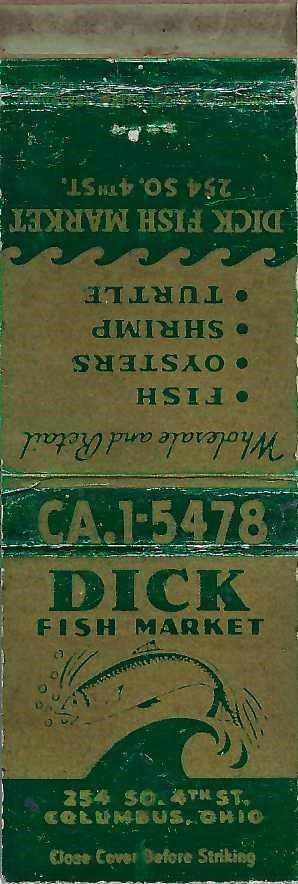 DICK FISH MARKET
254 SO. 4TH ST.
Wholesale and Retail
• FISH
• OYSTERS
• SHRIMP
• TURTLE
CA.1-5478
DICK
FISH MARKET
254 SO. 4TH ST.
COLUMBUS, OHIO
Close Cover Before Striking